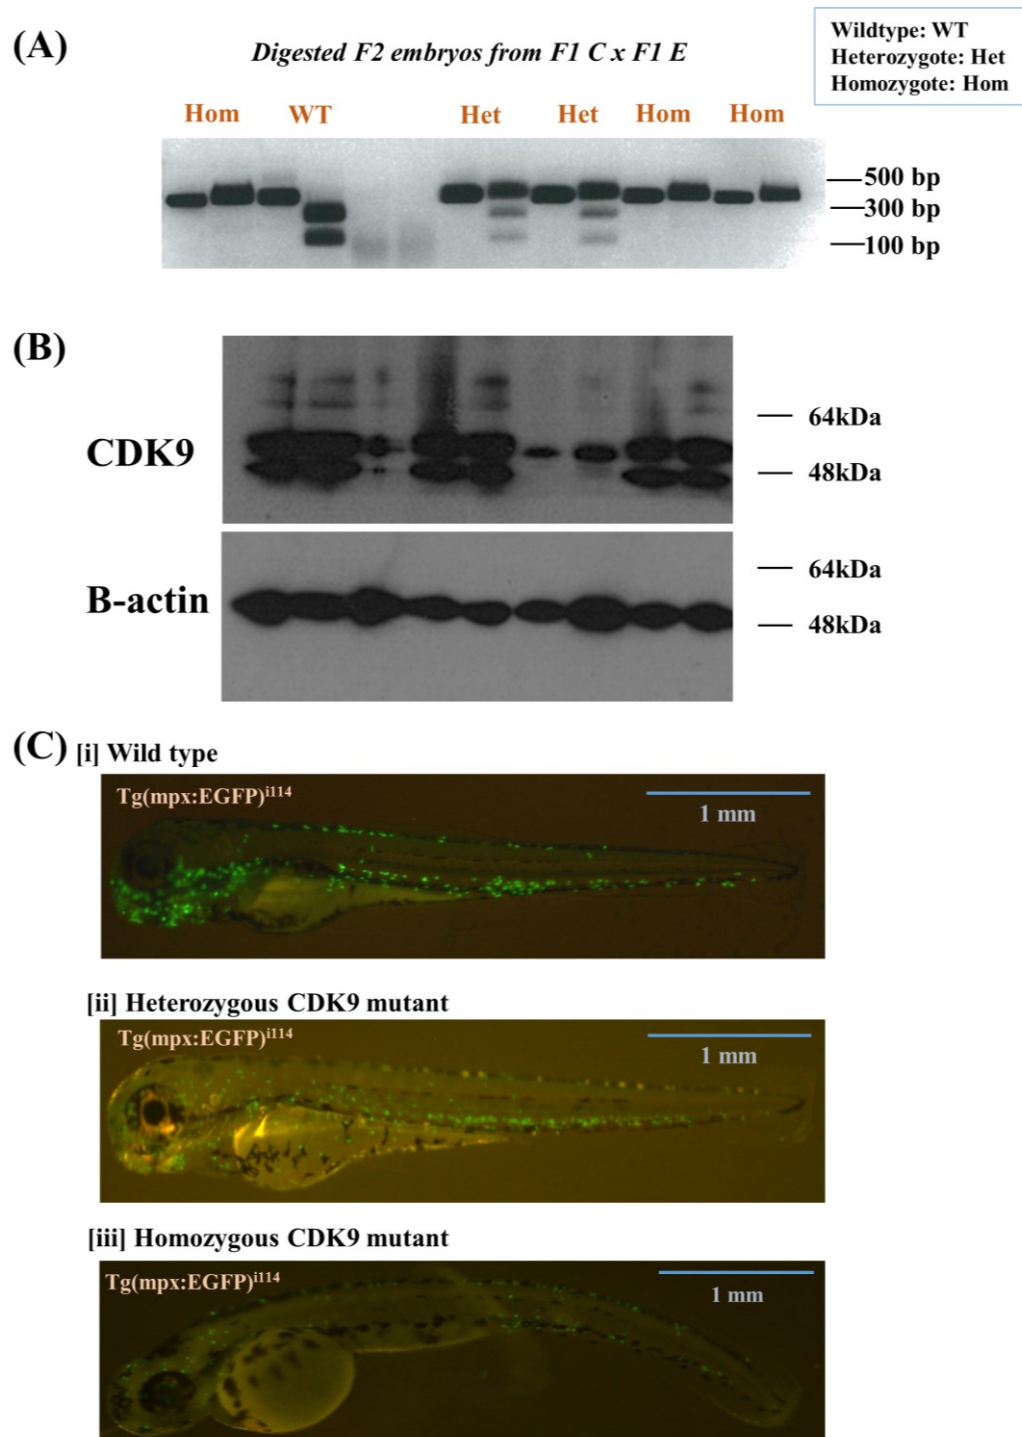 (A)
Digested F2 embryos from F1 C x F1 E
Wildtype: WT
Heterozygote: Het
Homozygote: Hom
Hom WT Het Het Hom Hom
500 bp
300 bp
100 bp
(B)
CDK9
64kDa
48kDa
B-actin
64kDa
48kDa
(C) [i] Wild type
Tg(mpx:EGFP)i114
1 mm
[ii] Heterozygous CDK9 mutant
Tg(mpx:EGFP)i114
1 mm
[iii] Homozygous CDK9 mutant
Tg(mpx:EGFP)i114
1 mm